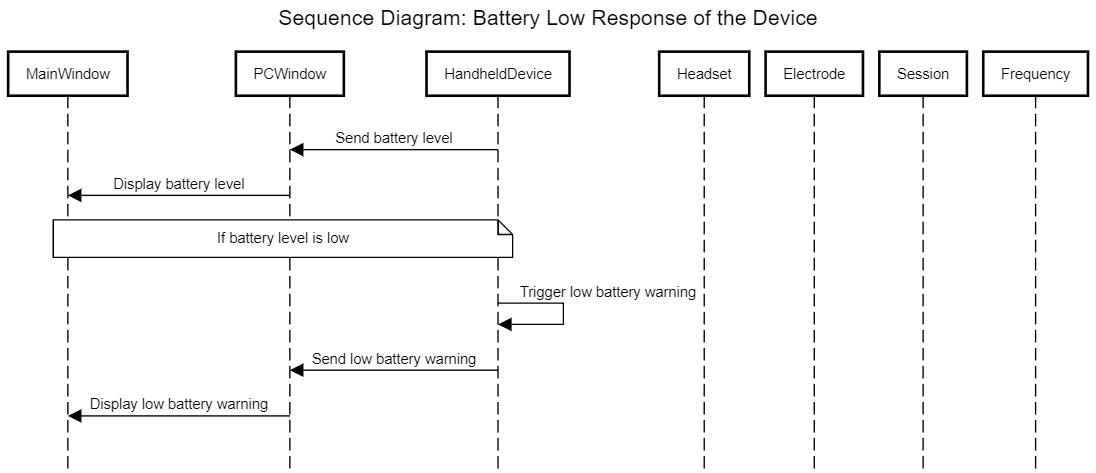 Sequence Diagram: Battery Low Response of the Device
MainWindow
PCWindow
HandheldDevice
Headset
Electrode
Session
Frequency
Send battery level
Display battery level
If battery level is low
Trigger low battery warning
Send low battery warning
Display low battery warning